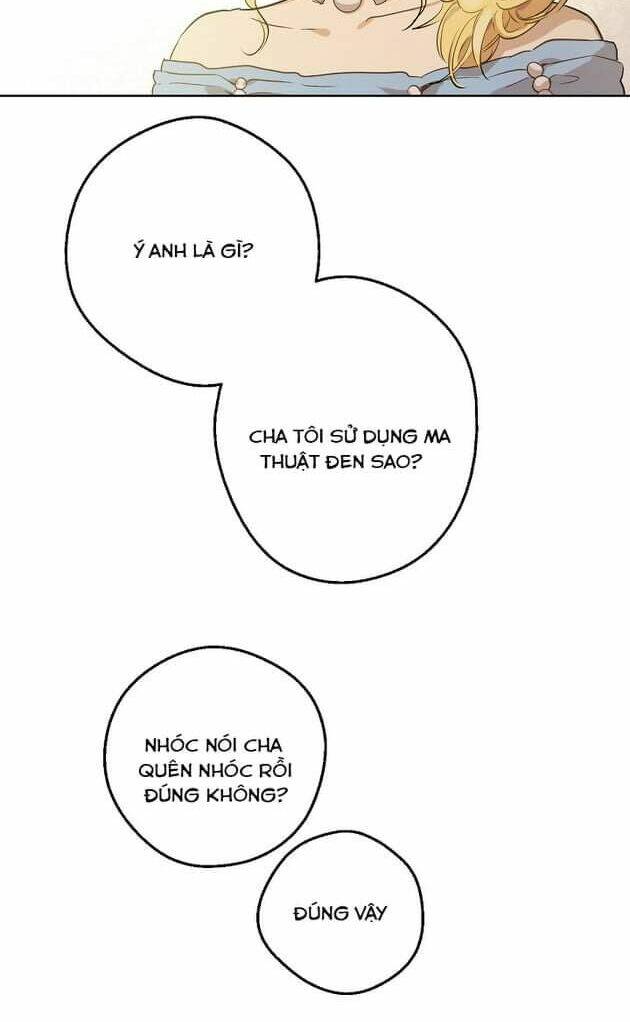 Ý ANH LÀ GÌ?
CHA TÔI SỬ DỤNG MA
THUẬT ĐEN SAO?
NHÓC NÓI CHA
QUÊN NHÓC RỒI
ĐÚNG KHÔNG?
ĐÚNG VẬY